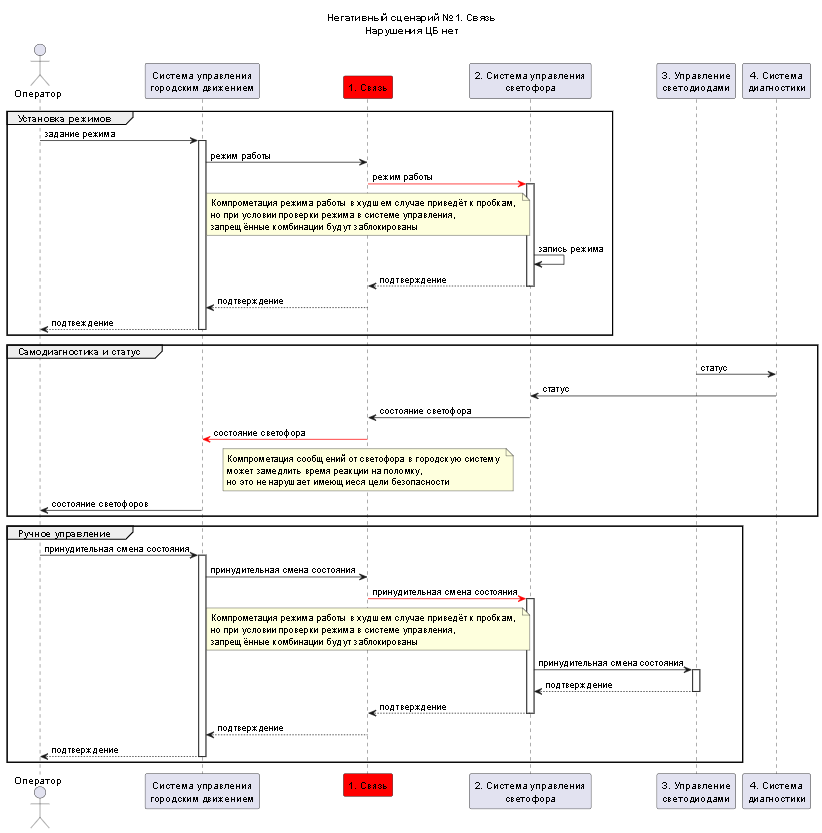 Негативный сценарий №1. Связь
Нарушения ЦБ нет
Оператор
Система управления
городским движением
1. Связь
2. Система управления
светофора
3. Управление
светодиодами
4. Система
диагностики
Установка режимов
задание режима
режим работы
режим работы
Компрометация режима работы в худшем случае приведёт к пробкам,
но при условии проверки режима в системе управления,
запрещённые комбинации будут заблокированы
запись режима
подтверждение
подтверждение
подтвеждение
Самодиагностика и статус
статус
статус
состояние светофора
состояние светофора
Компрометация сообщений от светофора в городскую систему
может замедлить время реакции на поломку,
но это не нарушает имеющиеся цели безопасности
состояние светофоров
Ручное управление
принудительная смена состояния
принудительная смена состояния
принудительная смена состояния
Компрометация режима работы в худшем случае приведёт к пробкам,
но при условии проверки режима в системе управления,
запрещённые комбинации будут заблокированы
принудительная смена состояния
подтверждение
подтверждение
подтверждение
подтверждение
Оператор
Система управления
городским движением
1. Связь
2. Система управления
светофора
3. Управление
светодиодами
4. Система
диагностики